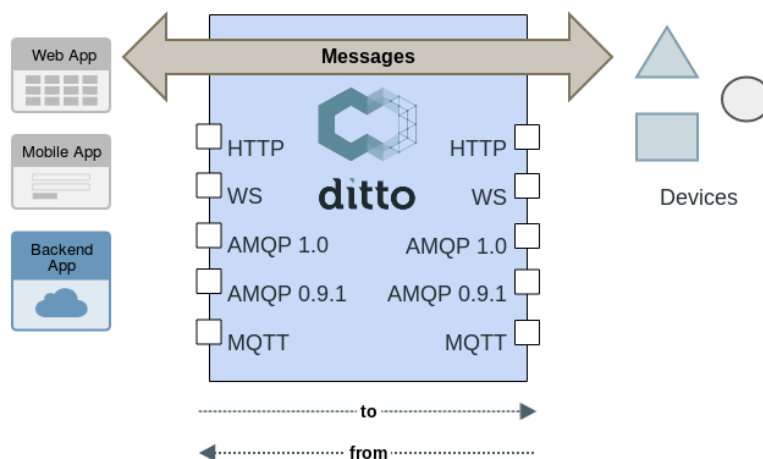 Messages
Web App
Mobile App
Backend
App
HTTP
WS
AMQP 1.0
AMQP 0.9.1
MQTT
ditto
HTTP
WS
AMQP 1.0
AMQP 0.9.1
MQTT
Devices
to
from